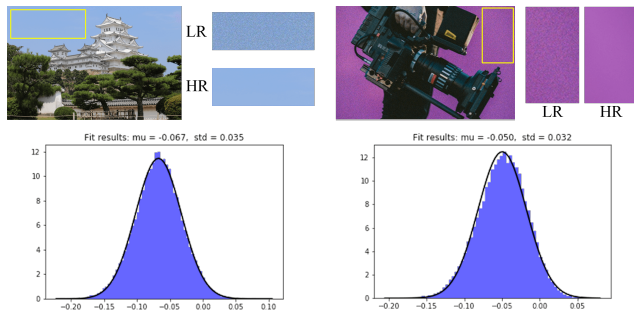 LR
HR
LR HR
Fit results: mu = -0.067,  std = 0.035
12
10
8
6
4
2
0
−0.20 −0.15 −0.10 −0.05 0.00 0.05 0.10
Fit results: mu = -0.050,  std = 0.032
12
10
8
6
4
2
0
−0.20 −0.15 −0.10 −0.05 0.00 0.05